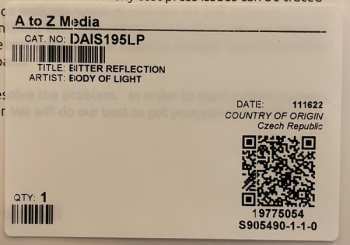 A to Z Media
CAT. NO: DAIS195LP
TITLE: BITTER REFLECTION
ARTIST: BODY OF LIGHT
DATE: 111622
COUNTRY OF ORIGIN
Czech Republic
QTY: 1
19775054
S905490-1-1-0